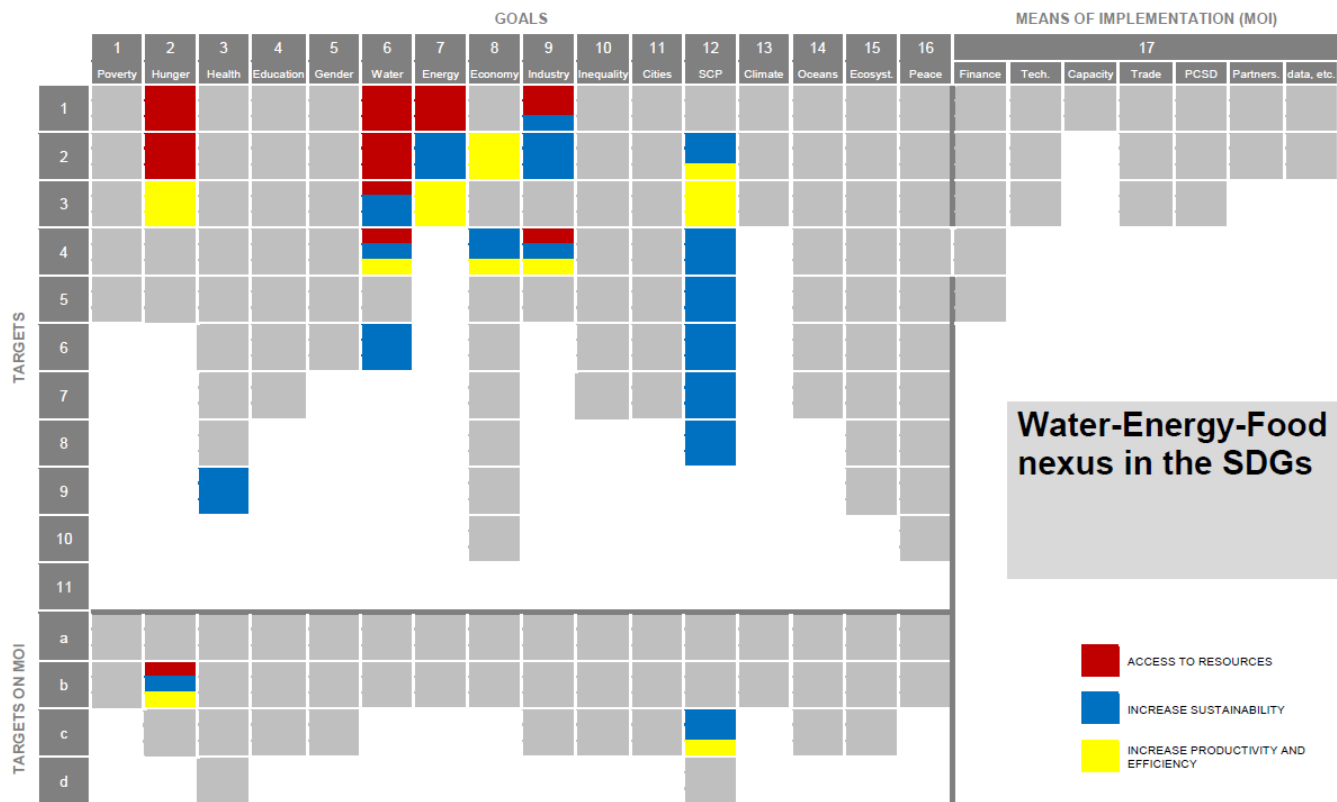 GOALS
MEANS OF IMPLEMENTATION (MOI)
1 2 3 4 5 6 7 8 9 10 11 12 13 14 15 16 17
Poverty Hunger Health Education Gender Water Energy Economy Industry Inequality Cities SCP Climate Oceans Ecosyst. Peace Finance Tech. Capacity Trade PCSD Partners. data, etc.
TARGETS
1
2
3
4
5
6
7
8
9
10
11
Water-Energy-Food
nexus in the SDGs
TARGETS ON MOI
a
b
c
d
ACCESS TO RESOURCES
INCREASE SUSTAINABILITY
INCREASE PRODUCTIVITY AND
EFFICIENCY